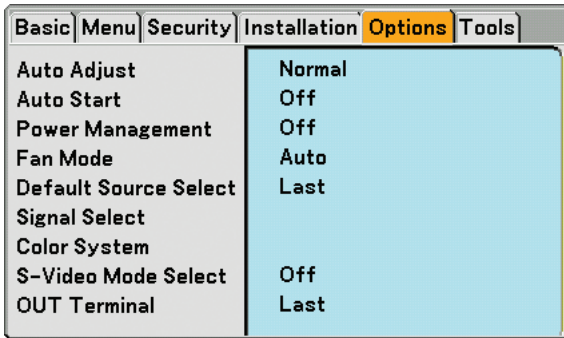 Basic Menu Security Installation Options Tools
Auto Adjust Normal
Auto Start Off
Power Management Off
Fan Mode Auto
Default Source Select Last
Signal Select
Color System
S-Video Mode Select Off
OUT Terminal Last